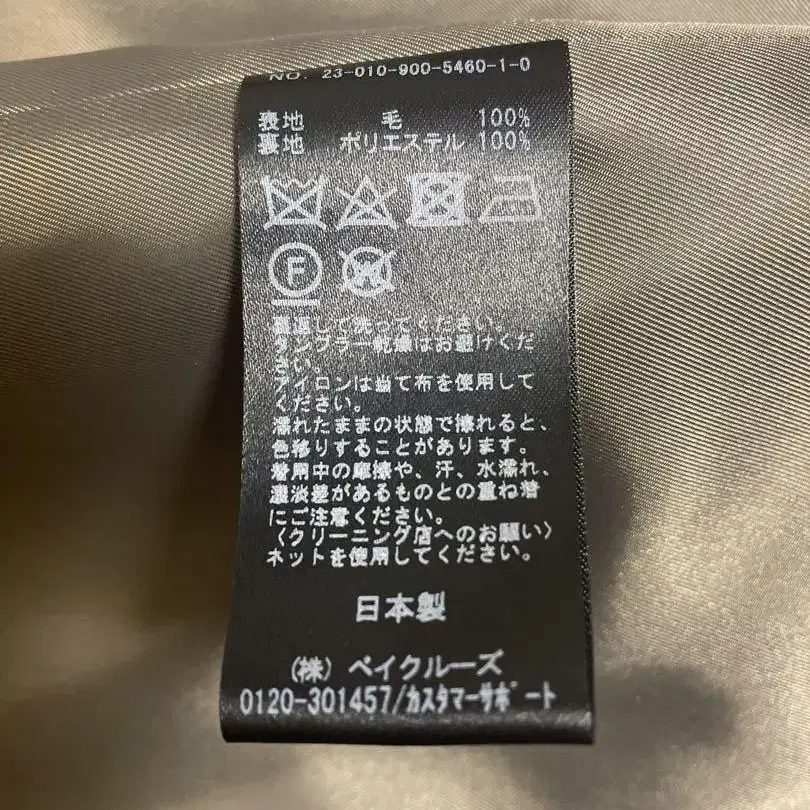 NO. 23-010-900-5460-1-0
表地 毛 100%
裏地 ポリエステル 100%
F
W
裏返して洗ってください。
タンブラー乾燥はお避けくださ
い。
アイロンは当て布を使用して
ください。
濡れたままの状態で擦れると、
色移りすることがあります。
着用中の摩擦や、汗、水濡れ、
濃淡差があるものとの重ね着
にご注意ください。
〈クリーニング店へのお願い〉
ネットを使用してください。
日本製
(株) ベイクルーズ
0120-301457/カスタマーサポート